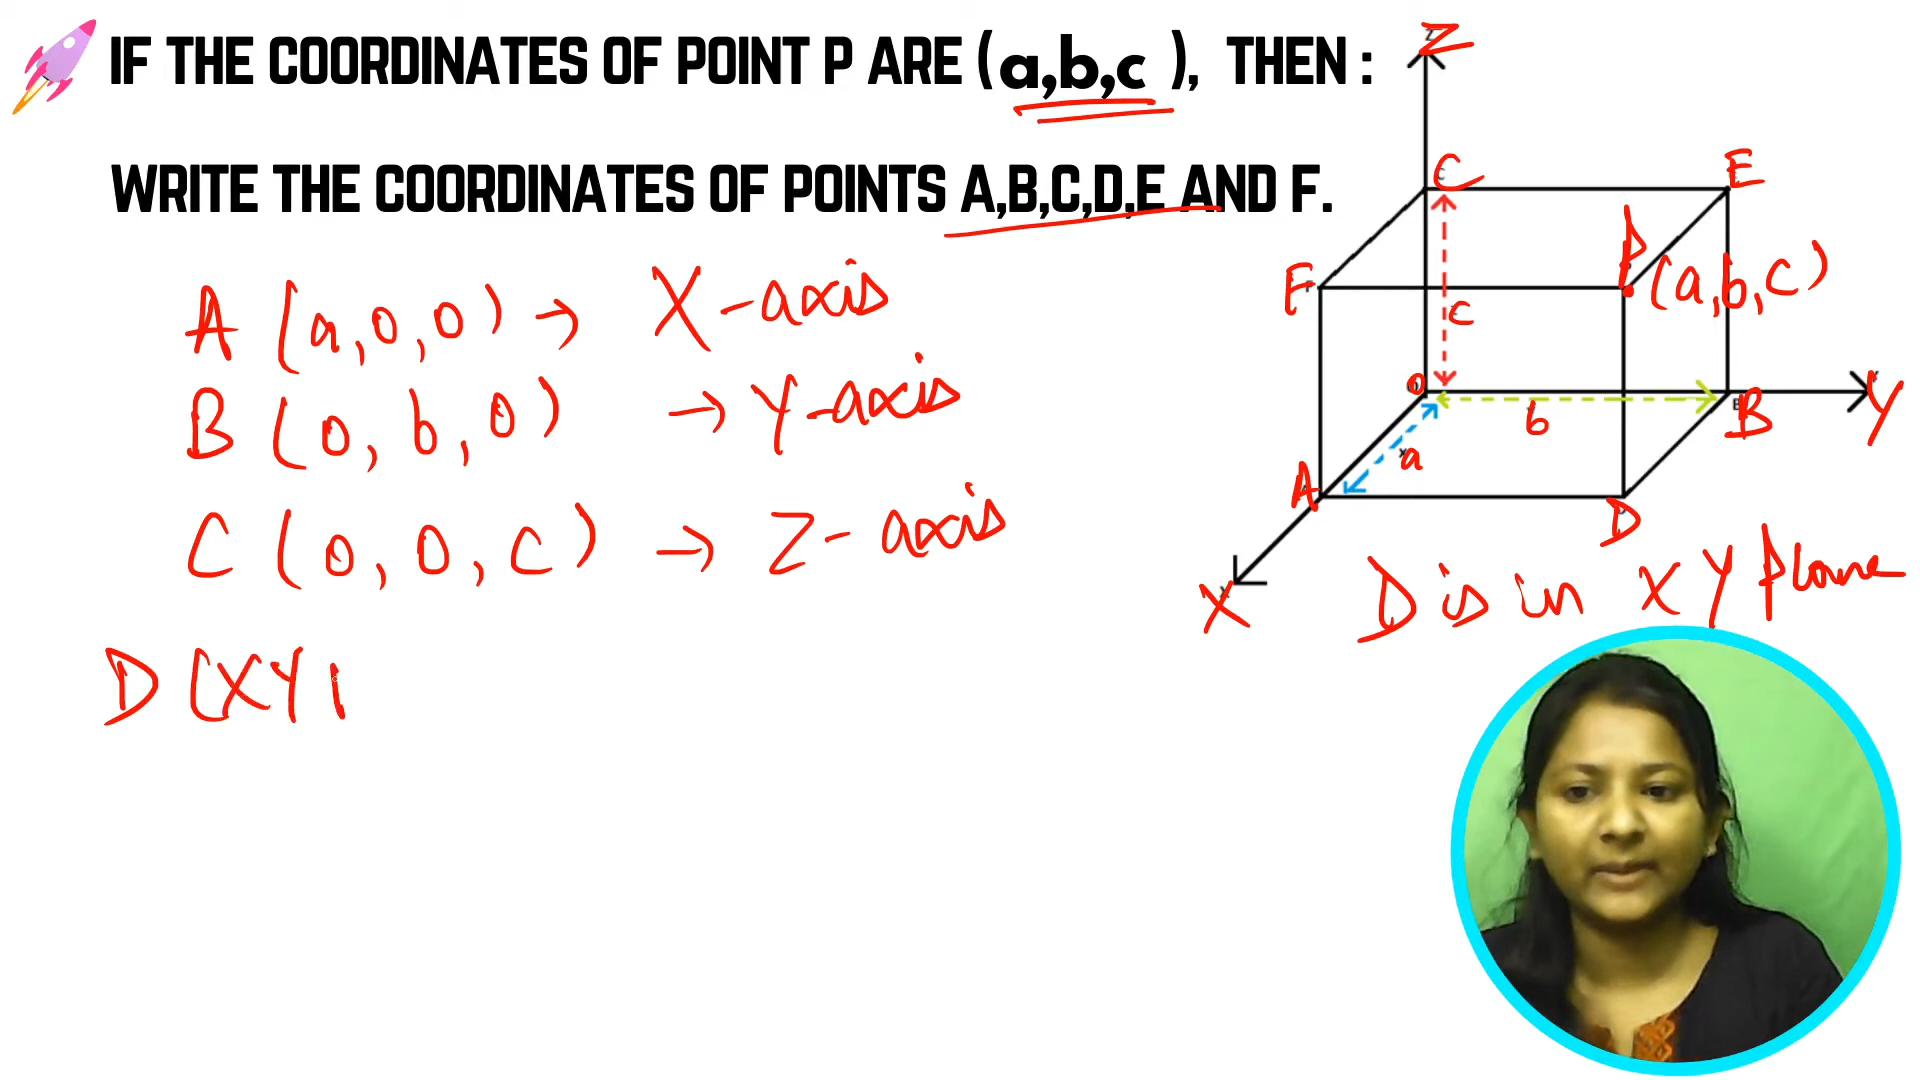 IF THE COORDINATES OF POINT P ARE (a,b,c ), THEN :
WRITE THE COORDINATES OF POINTS A,B,C,D,E AND F.
A (a,0,0) → X-axis
B (0, b,0) → Y-axis
C (0, 0, c) → Z- axis
D (XY
Z
C
E
P
F
(a,b,c)
c
O
b
B
Y
a
A
D
X
D is in XY Plane